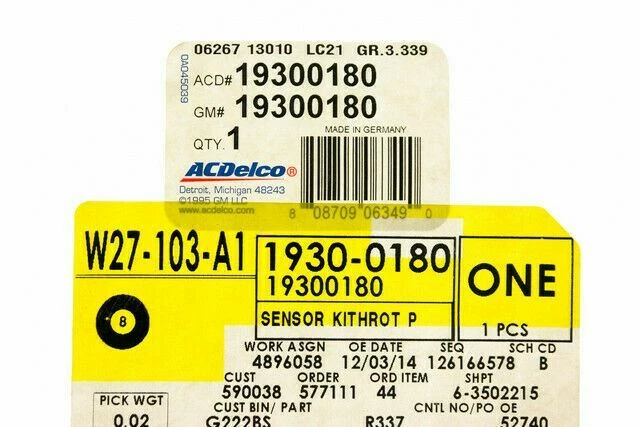 06267 13010 LC21 GR.3.339
DA045039
ACD# 19300180
GM# 19300180
QTY. 1
MADE IN GERMANY
ACDelco®
Detroit, Michigan 48243
©1995 GM LLC
www.acdelco.com
8 08709 06349 0
W27-103-A1
1930-0180
19300180
ONE
8
SENSOR KITHROT P
1 PCS
WORK ASGN OE DATE SEQ SCH CD
4896058 12/03/14 126166578 B
CUST ORDER ORD ITEM SHPT
590038 577111 44 6-3502215
PICK WGT
CUST BIN/ PART CNTL NO/PO OE
0.02 G222BS R337 52740